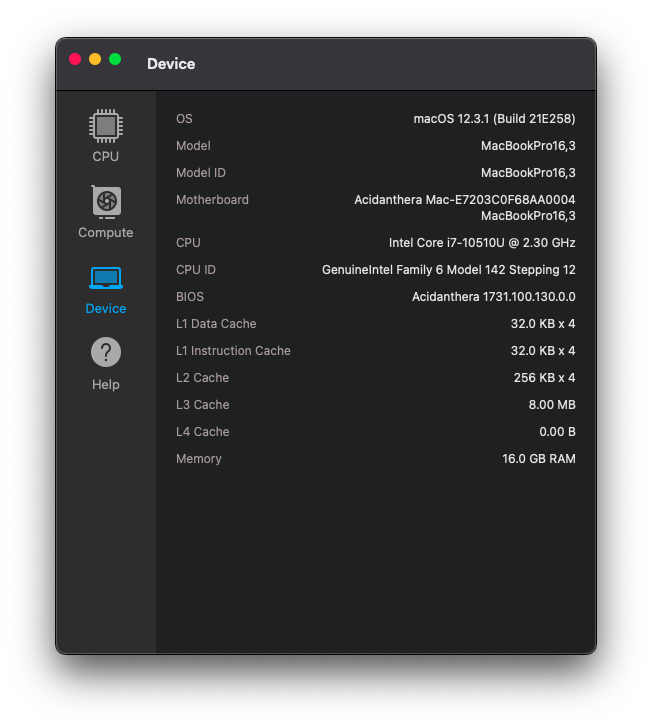 Device
CPU
Compute
Device
Help
OS macOS 12.3.1 (Build 21E258)
Model MacBookPro16,3
Model ID MacBookPro16,3
Motherboard Acidanthera Mac-E7203C0F68AA0004
MacBookPro16,3
CPU Intel Core i7-10510U @ 2.30 GHz
CPU ID GenuineIntel Family 6 Model 142 Stepping 12
BIOS Acidanthera 1731.100.130.0.0
L1 Data Cache 32.0 KB x 4
L1 Instruction Cache 32.0 KB x 4
L2 Cache 256 KB x 4
L3 Cache 8.00 MB
L4 Cache 0.00 B
Memory 16.0 GB RAM